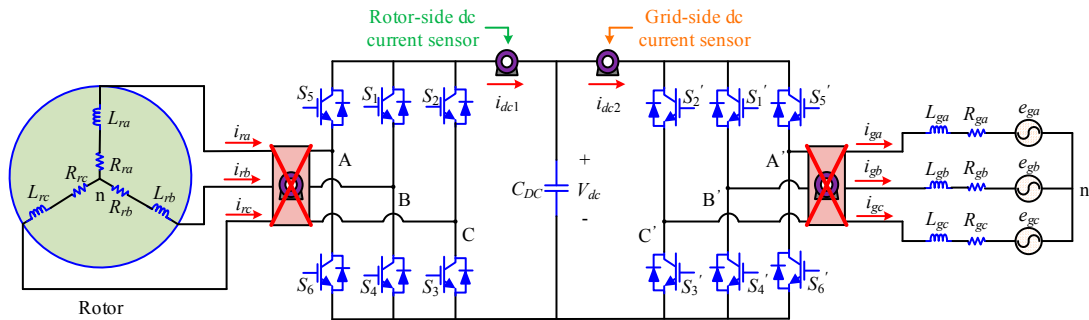 Rotor-side dc
current sensor
Grid-side dc
current sensor
i_dc1
i_dc2
S5
S1
S2
S2'
S1'
S5'
L_ra
R_ra
R_rc
L_rc
n
R_rb
L_rb
i_ra
i_rb
i_rc
A
B
C
C_DC
+
V_dc
-
A'
B'
C'
i_ga
i_gb
i_gc
L_ga
R_ga
e_ga
L_gb
R_gb
e_gb
L_gc
R_gc
e_gc
n
S6
S4
S3
S3'
S4'
S6'
Rotor